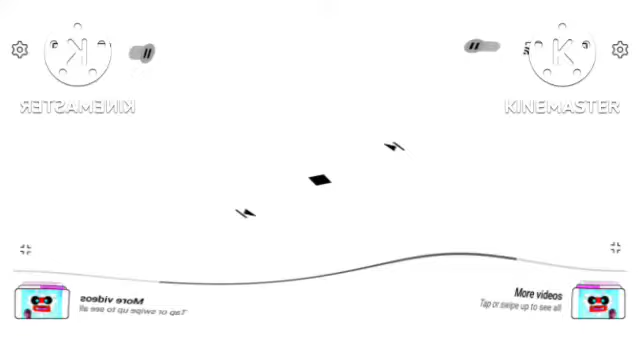 K K
KINEMASTER KINEMASTER
More videos
Tap or swipe up to see all
More videos
Tap or swipe up to see all